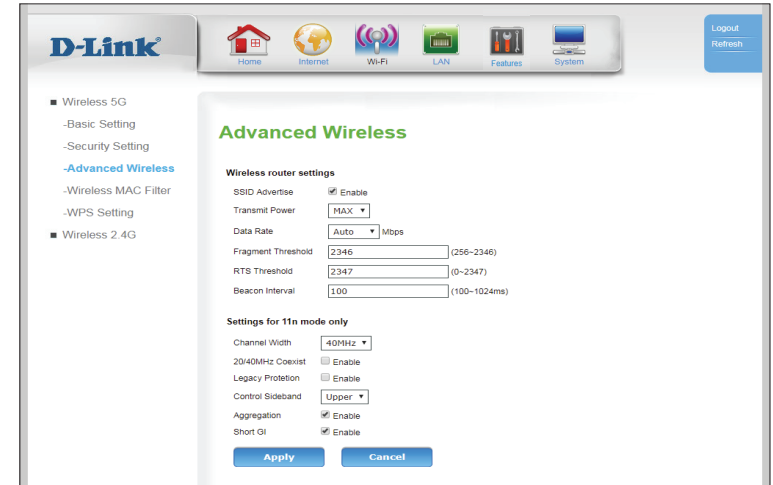 D-Link
Home
Internet
Wi-Fi
LAN
Features
System
Logout
Refresh
Wireless 5G
-Basic Setting
-Security Setting
-Advanced Wireless
-Wireless MAC Filter
-WPS Setting
Wireless 2.4G
Advanced Wireless
Wireless router settings
SSID Advertise Enable
Transmit Power MAX
Data Rate Auto Mbps
Fragment Threshold 2346 (256~2346)
RTS Threshold 2347 (0~2347)
Beacon Interval 100 (100~1024ms)
Settings for 11n mode only
Channel Width 40MHz
20/40MHz Coexist Enable
Legacy Protetion Enable
Control Sideband Upper
Aggregation Enable
Short GI Enable
Apply Cancel